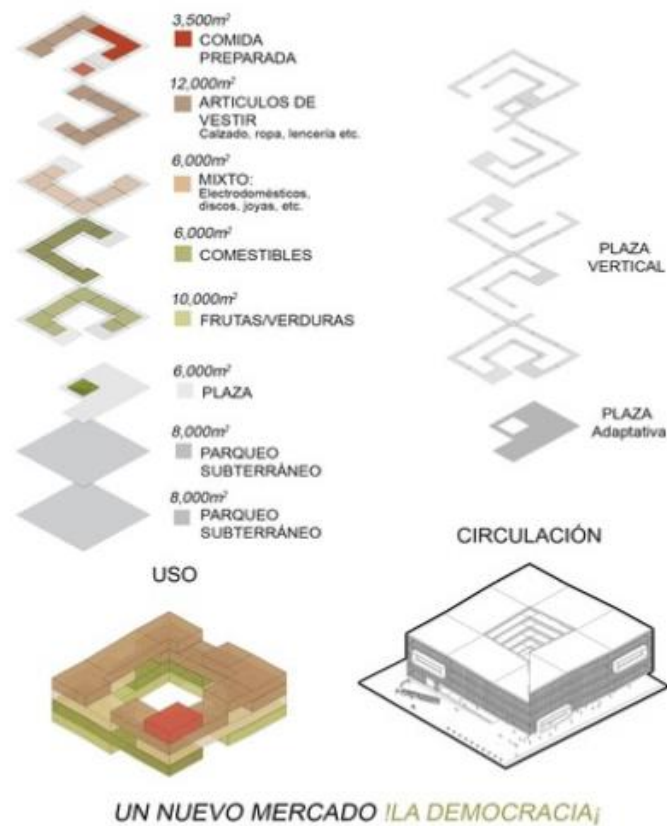 3,500m²
COMIDA
PREPARADA
12,000m²
ARTICULOS DE
VESTIR
Calzado, ropa, lencería etc.
6,000m²
MIXTO:
Electrodomésticos,
discos, joyas, etc.
6,000m²
COMESTIBLES
10,000m²
FRUTAS/VERDURAS
6,000m²
PLAZA
8,000m²
PARQUEO
SUBTERRÁNEO
8,000m²
PARQUEO
SUBTERRÁNEO
USO
PLAZA
VERTICAL
PLAZA
Adaptativa
CIRCULACIÓN
UN NUEVO MERCADO !LA DEMOCRACIA¡